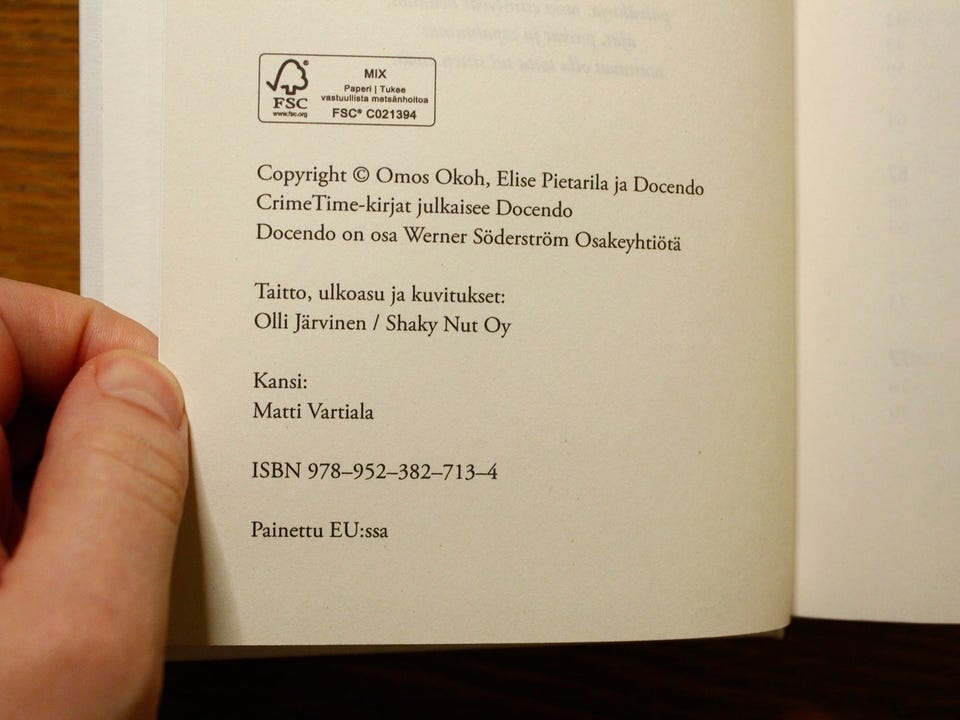 MIX
Paperi | Tukee
vastuullista metsänhoitoa
FSC® C021394
FSC
www.fsc.org
Copyright © Omos Okoh, Elise Pietarila ja Docendo
CrimeTime-kirjat julkaisee Docendo
Docendo on osa Werner Söderström Osakeyhtiötä
Taitto, ulkoasu ja kuvitukset:
Olli Järvinen / Shaky Nut Oy
Kansi:
Matti Vartiala
ISBN 978–952–382–713–4
Painettu EU:ssa